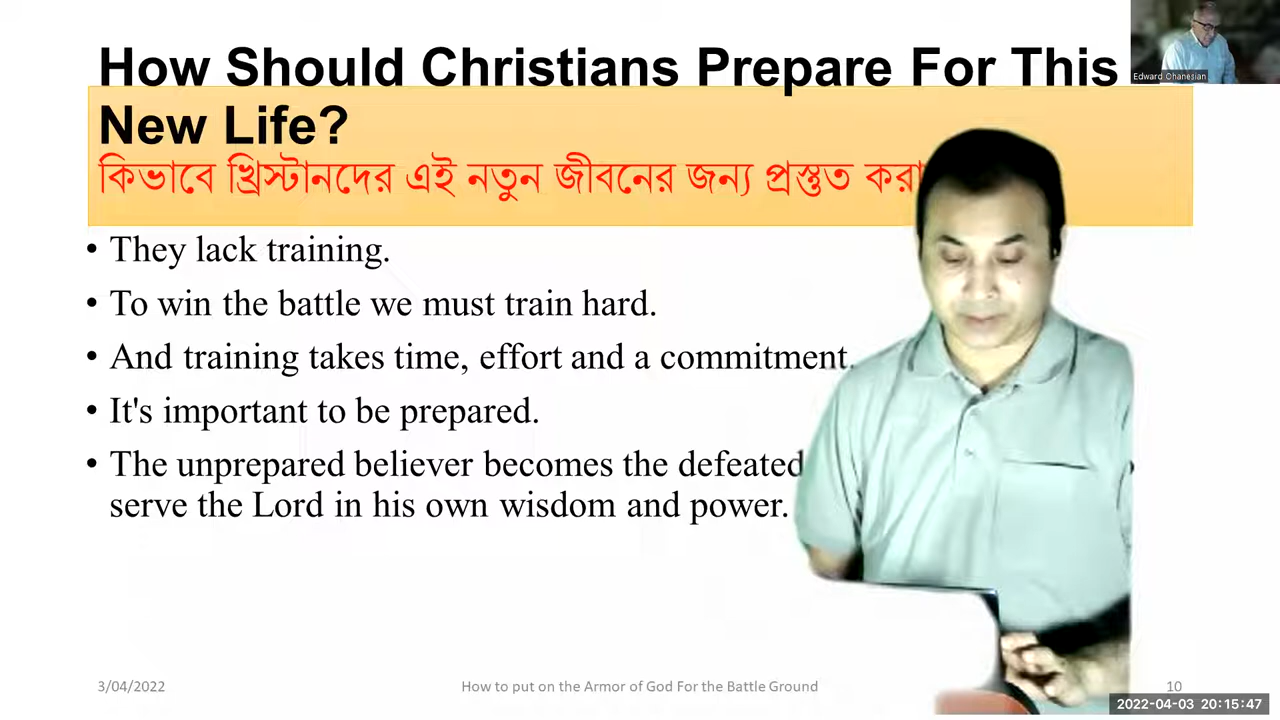 How Should Christians Prepare For This
New Life?
কিভাবে খ্রিস্টানদের এই নতুন জীবনের জন্য প্রস্তুত করা
• They lack training.
• To win the battle we must train hard.
• And training takes time, effort and a commitment.
• It's important to be prepared.
• The unprepared believer becomes the defeated
serve the Lord in his own wisdom and power.
3/04/2022
How to put on the Armor of God For the Battle Ground
10
Edward Ohanesian
2022-04-03 20:15:47